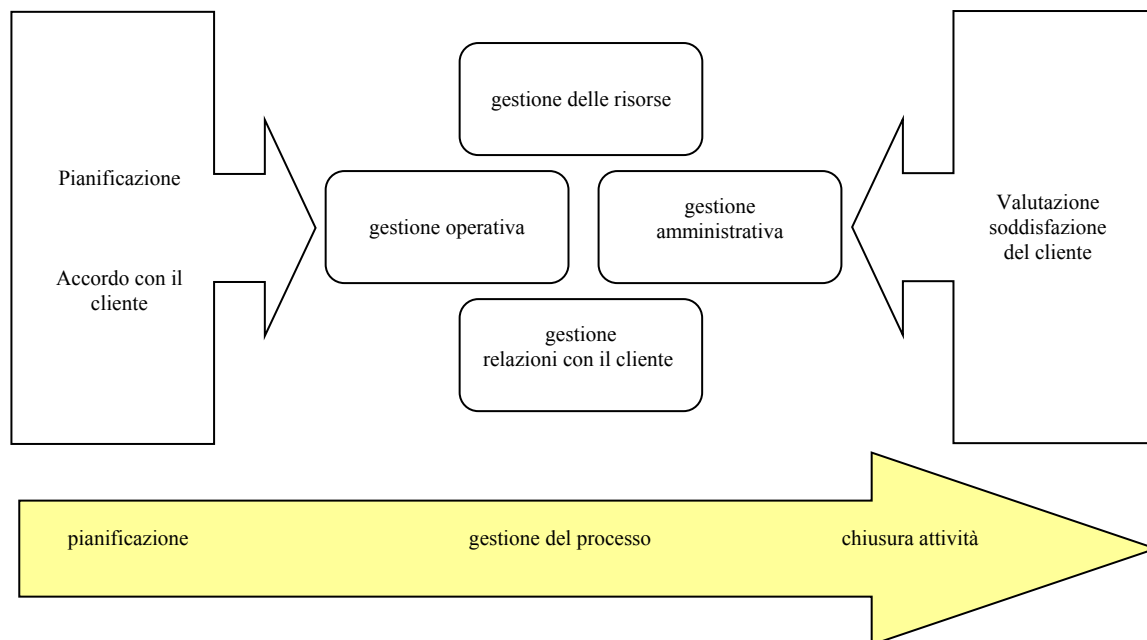 Pianificazione
Accordo con il
cliente
gestione delle risorse
gestione operativa
gestione
amministrativa
gestione
relazioni con il cliente
Valutazione
soddisfazione
del cliente
pianificazione
gestione del processo
chiusura attività